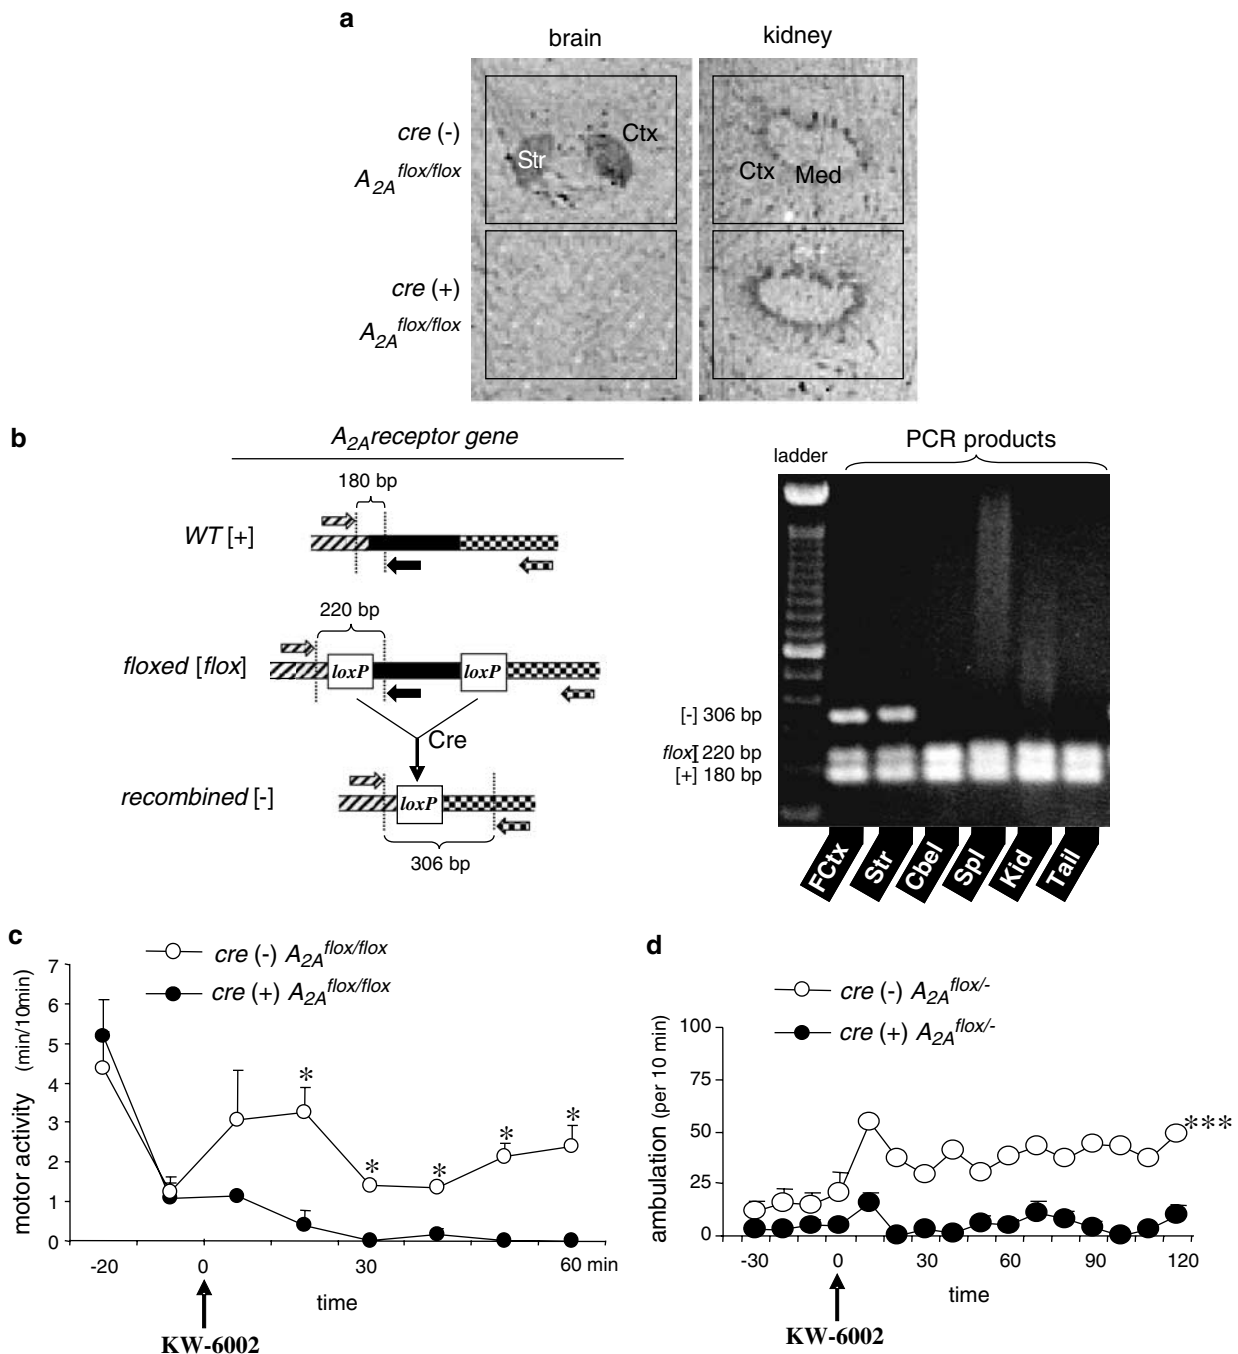 a
brain
kidney
cre (-)
A2A flox/flox
Str
Ctx
Ctx
Med
cre (+)
A2A flox/flox
b
A2A receptor gene
180 bp
WT [+]
220 bp
floxed [flox]
loxP
loxP
Cre
recombined [-]
loxP
306 bp
PCR products
ladder
[-] 306 bp
flox] 220 bp
[+] 180 bp
FCtx
Str
Cbel
Spl
Kid
Tail
c
cre (-) A2A flox/flox
cre (+) A2A flox/flox
motor activity (min/10min)
7
6
5
4
3
2
1
0
*
*
*
*
*
-20
0
30
60 min
time
KW-6002
d
cre (-) A2A flox/-
cre (+) A2A flox/-
ambulation (per 10 min)
100
75
50
25
0
***
-30
0
30
60
90
120
time
KW-6002